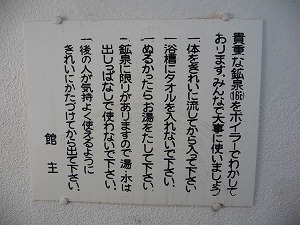 貴重な鉱泉(16℃)をボイラーでわかして
おります。みんなで大事に使いましょう
一体をきれいに流してから入って下さい。
一浴槽にタオルを入れないで下さい。
一ぬるかったらお湯をたして下さい。
一鉱泉に限りがありますので湯・水は
出しっぱなしで使わないで下さい。
一後の人が気持よく使えるように
きれいにかたづけてから出て下さい。
館主